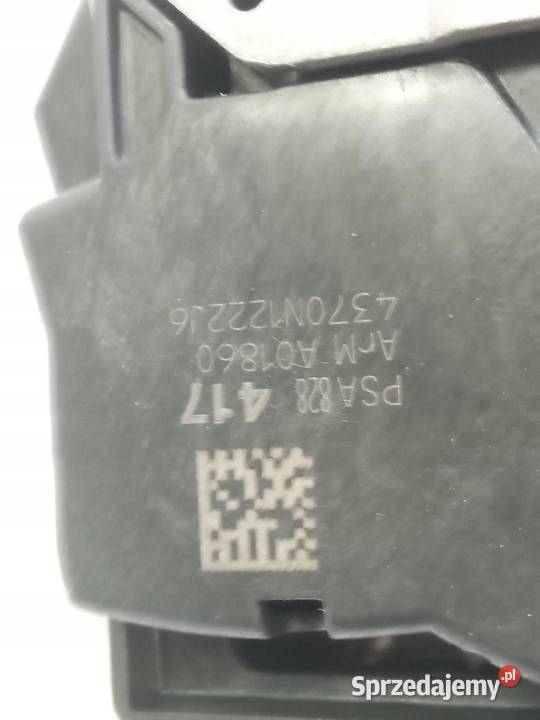 PSA 828 417
ArM A01860
4370N1222J6
Sprzedajemy.pl